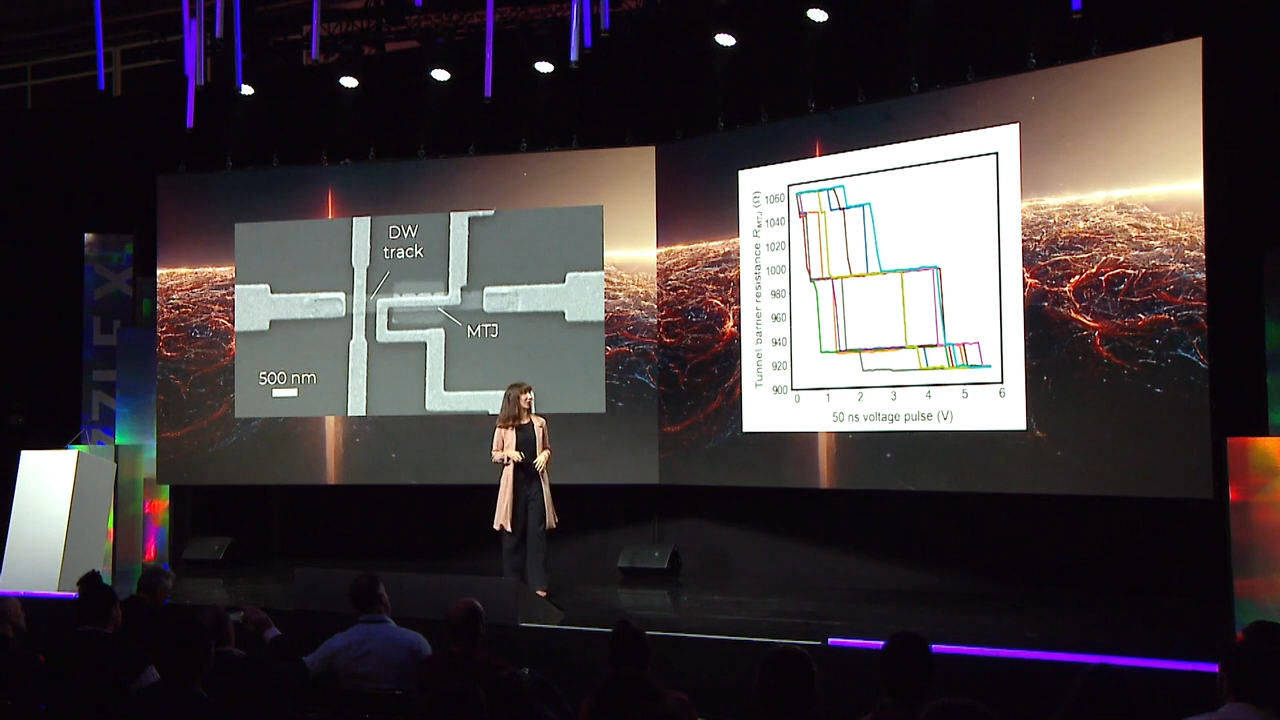 DW
track
MTJ
500 nm
Tunnel barrier resistance R_MTJ (Ω)
1060
1040
1020
1000
980
960
940
920
900
0 1 2 3 4 5 6
50 ns voltage pulse (V)